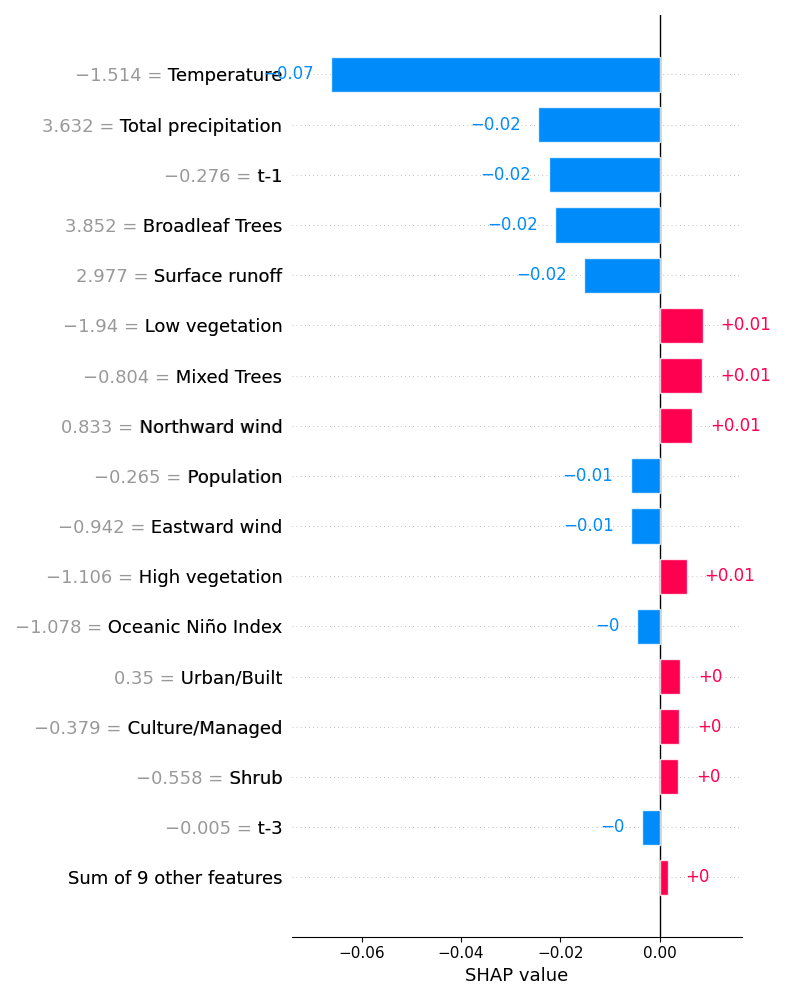 −1.514 = Temperature −0.07
3.632 = Total precipitation −0.02
−0.276 = t-1 −0.02
3.852 = Broadleaf Trees −0.02
2.977 = Surface runoff −0.02
−1.94 = Low vegetation +0.01
−0.804 = Mixed Trees +0.01
0.833 = Northward wind +0.01
−0.265 = Population −0.01
−0.942 = Eastward wind −0.01
−1.106 = High vegetation +0.01
−1.078 = Oceanic Niño Index −0
0.35 = Urban/Built +0
−0.379 = Culture/Managed +0
−0.558 = Shrub +0
−0.005 = t-3 −0
Sum of 9 other features +0
−0.06 −0.04 −0.02 0.00
SHAP value